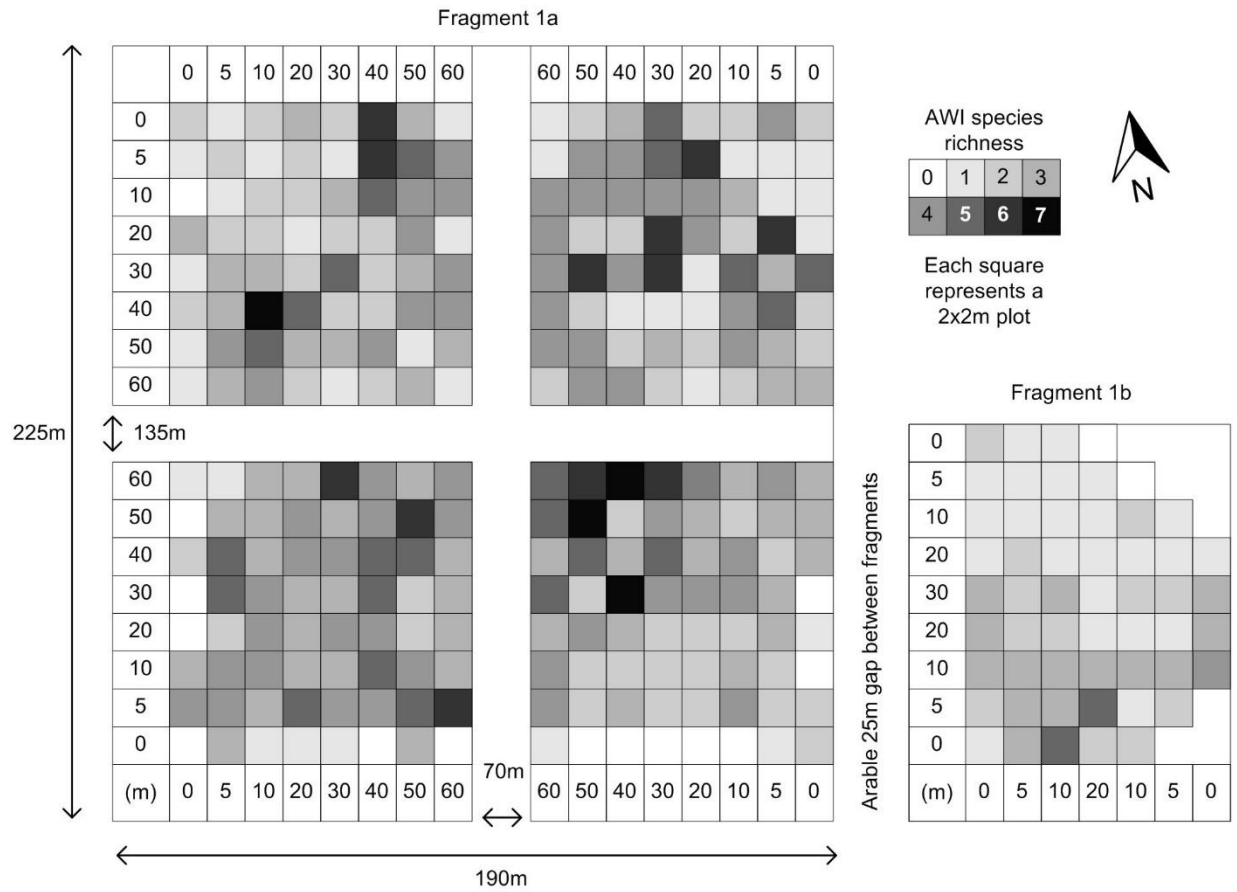 Fragment 1a
0 5 10 20 30 40 50 60 60 50 40 30 20 10 5 0
0
5
10
20
30
40
50
60
225m
135m
60
50
40
30
20
10
5
0
(m) 0 5 10 20 30 40 50 60 60 50 40 30 20 10 5 0
70m
190m
AWI species
richness
0 1 2 3
4 5 6 7
Each square
represents a
2x2m plot
N
Arable 25m gap between fragments
Fragment 1b
0
5
10
20
30
20
10
5
0
(m) 0 5 10 20 10 5 0